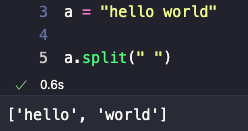 3 a = "hello world"
4
5 a.split(" ")
✓ 0.6s
['hello', 'world']